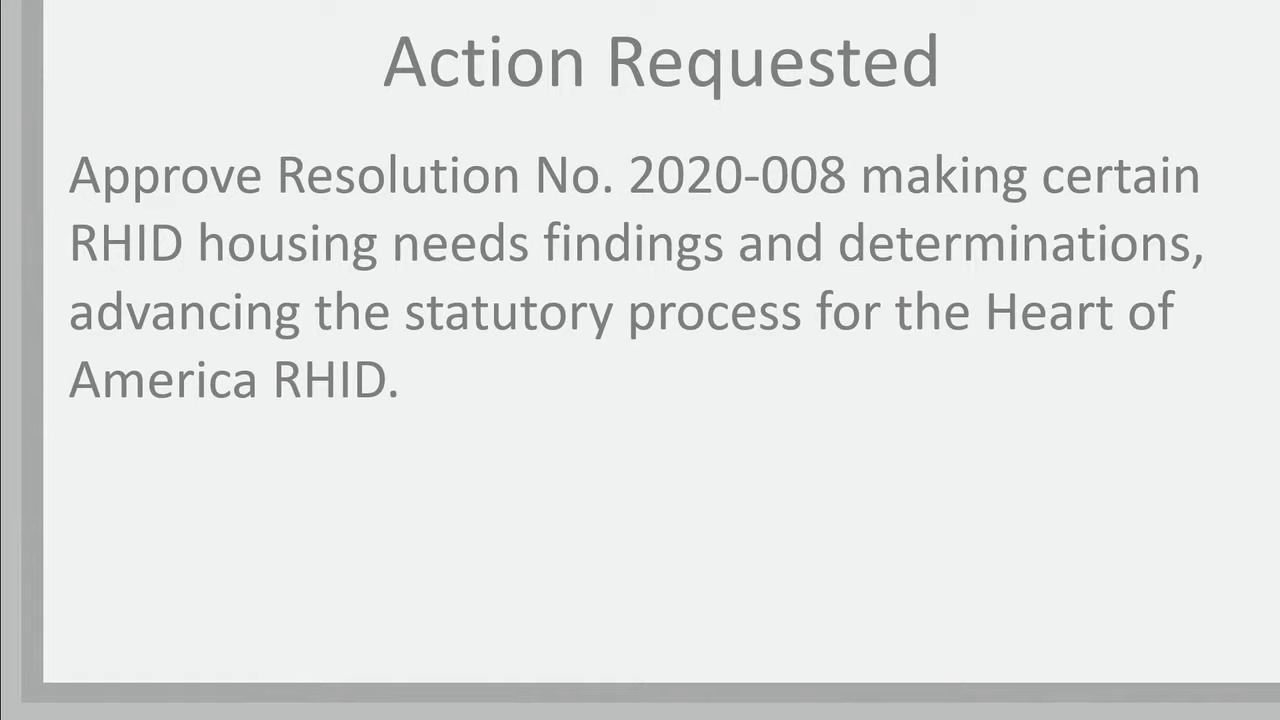 Action Requested
Approve Resolution No. 2020-008 making certain
RHID housing needs findings and determinations,
advancing the statutory process for the Heart of
America RHID.